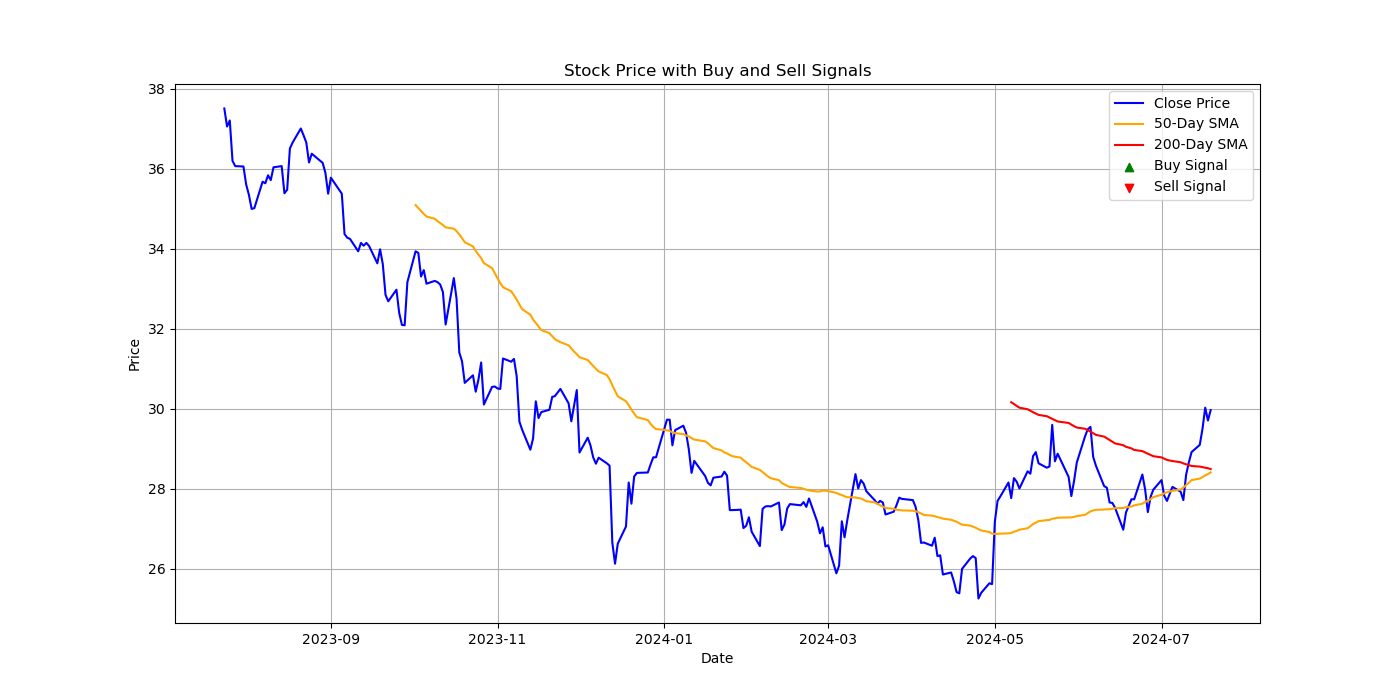 Stock Price with Buy and Sell Signals
38
36
34
32
30
28
26
Price
Close Price
50-Day SMA
200-Day SMA
Buy Signal
Sell Signal
2023-09
2023-11
2024-01
2024-03
2024-05
2024-07
Date